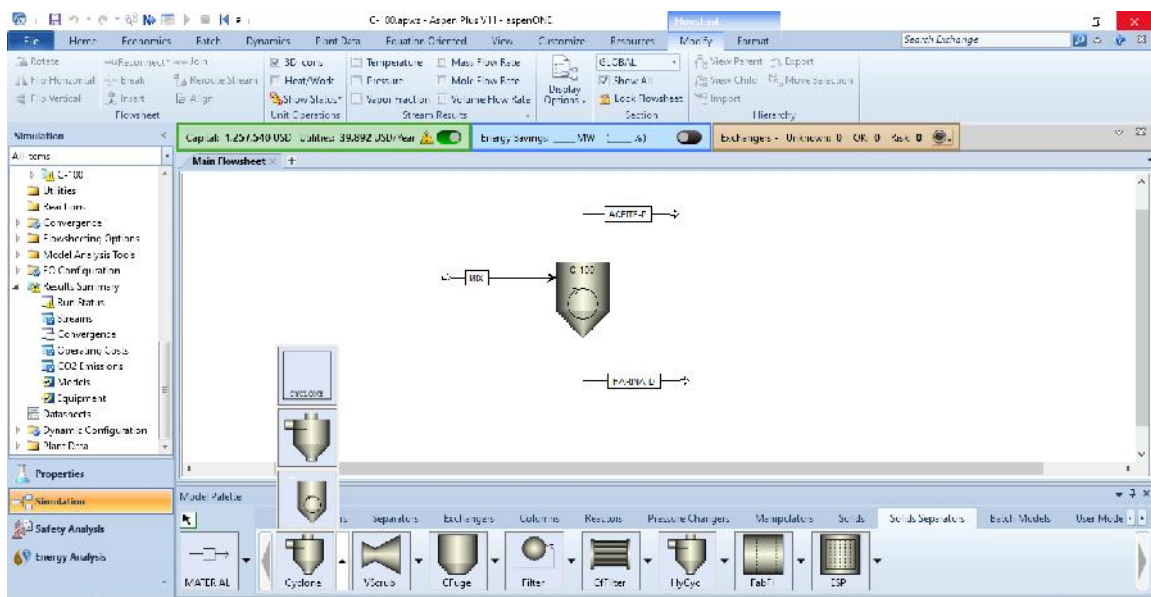 C-100.apwz - Aspen Plus V11 - aspenONE
Flowsheet
File Home Economics Batch Dynamics Plant Data Equation Oriented View Customize Resources Modify Format Search Exchange
Rotate Reconnect Join 3D Icons Temperature Mass Flow Rate GLOBAL View Parent Export
Flip Horizontal Break Reroute Stream Heat/Work Pressure Mole Flow Rate Show All View Child Move Selection
Flip Vertical Insert Align Show Status Vapor Fraction Volume Flow Rate Display Options Lock Flowsheet Import
Flowsheet Unit Operations Stream Results Section Hierarchy
Simulation
Capital: 1.257.540 USD Utilities: 39.892 USD/Year Energy Savings: ____ MW (____ %) Exchangers - Unknown: 0 OK: 0 Risk: 0
All Items
Main Flowsheet × +
C-100
Utilities
Reactions
Convergence
Flowsheeting Options
Model Analysis Tools
EO Configuration
Results Summary
Run Status
Streams
Convergence
Operating Costs
CO2 Emissions
Models
Equipment
Datasheets
Dynamic Configuration
Plant Data
MIX
C-100
CYCLONE
Properties
Simulation
Safety Analysis
Energy Analysis
Model Palette
Separators Exchangers Columns Reactors Pressure Changers Manipulators Solids Solids Separators Batch Models User Mode
MATERIAL Cyclone VScrub CFuge Filter CfFilter HyCyc FabFl ESP